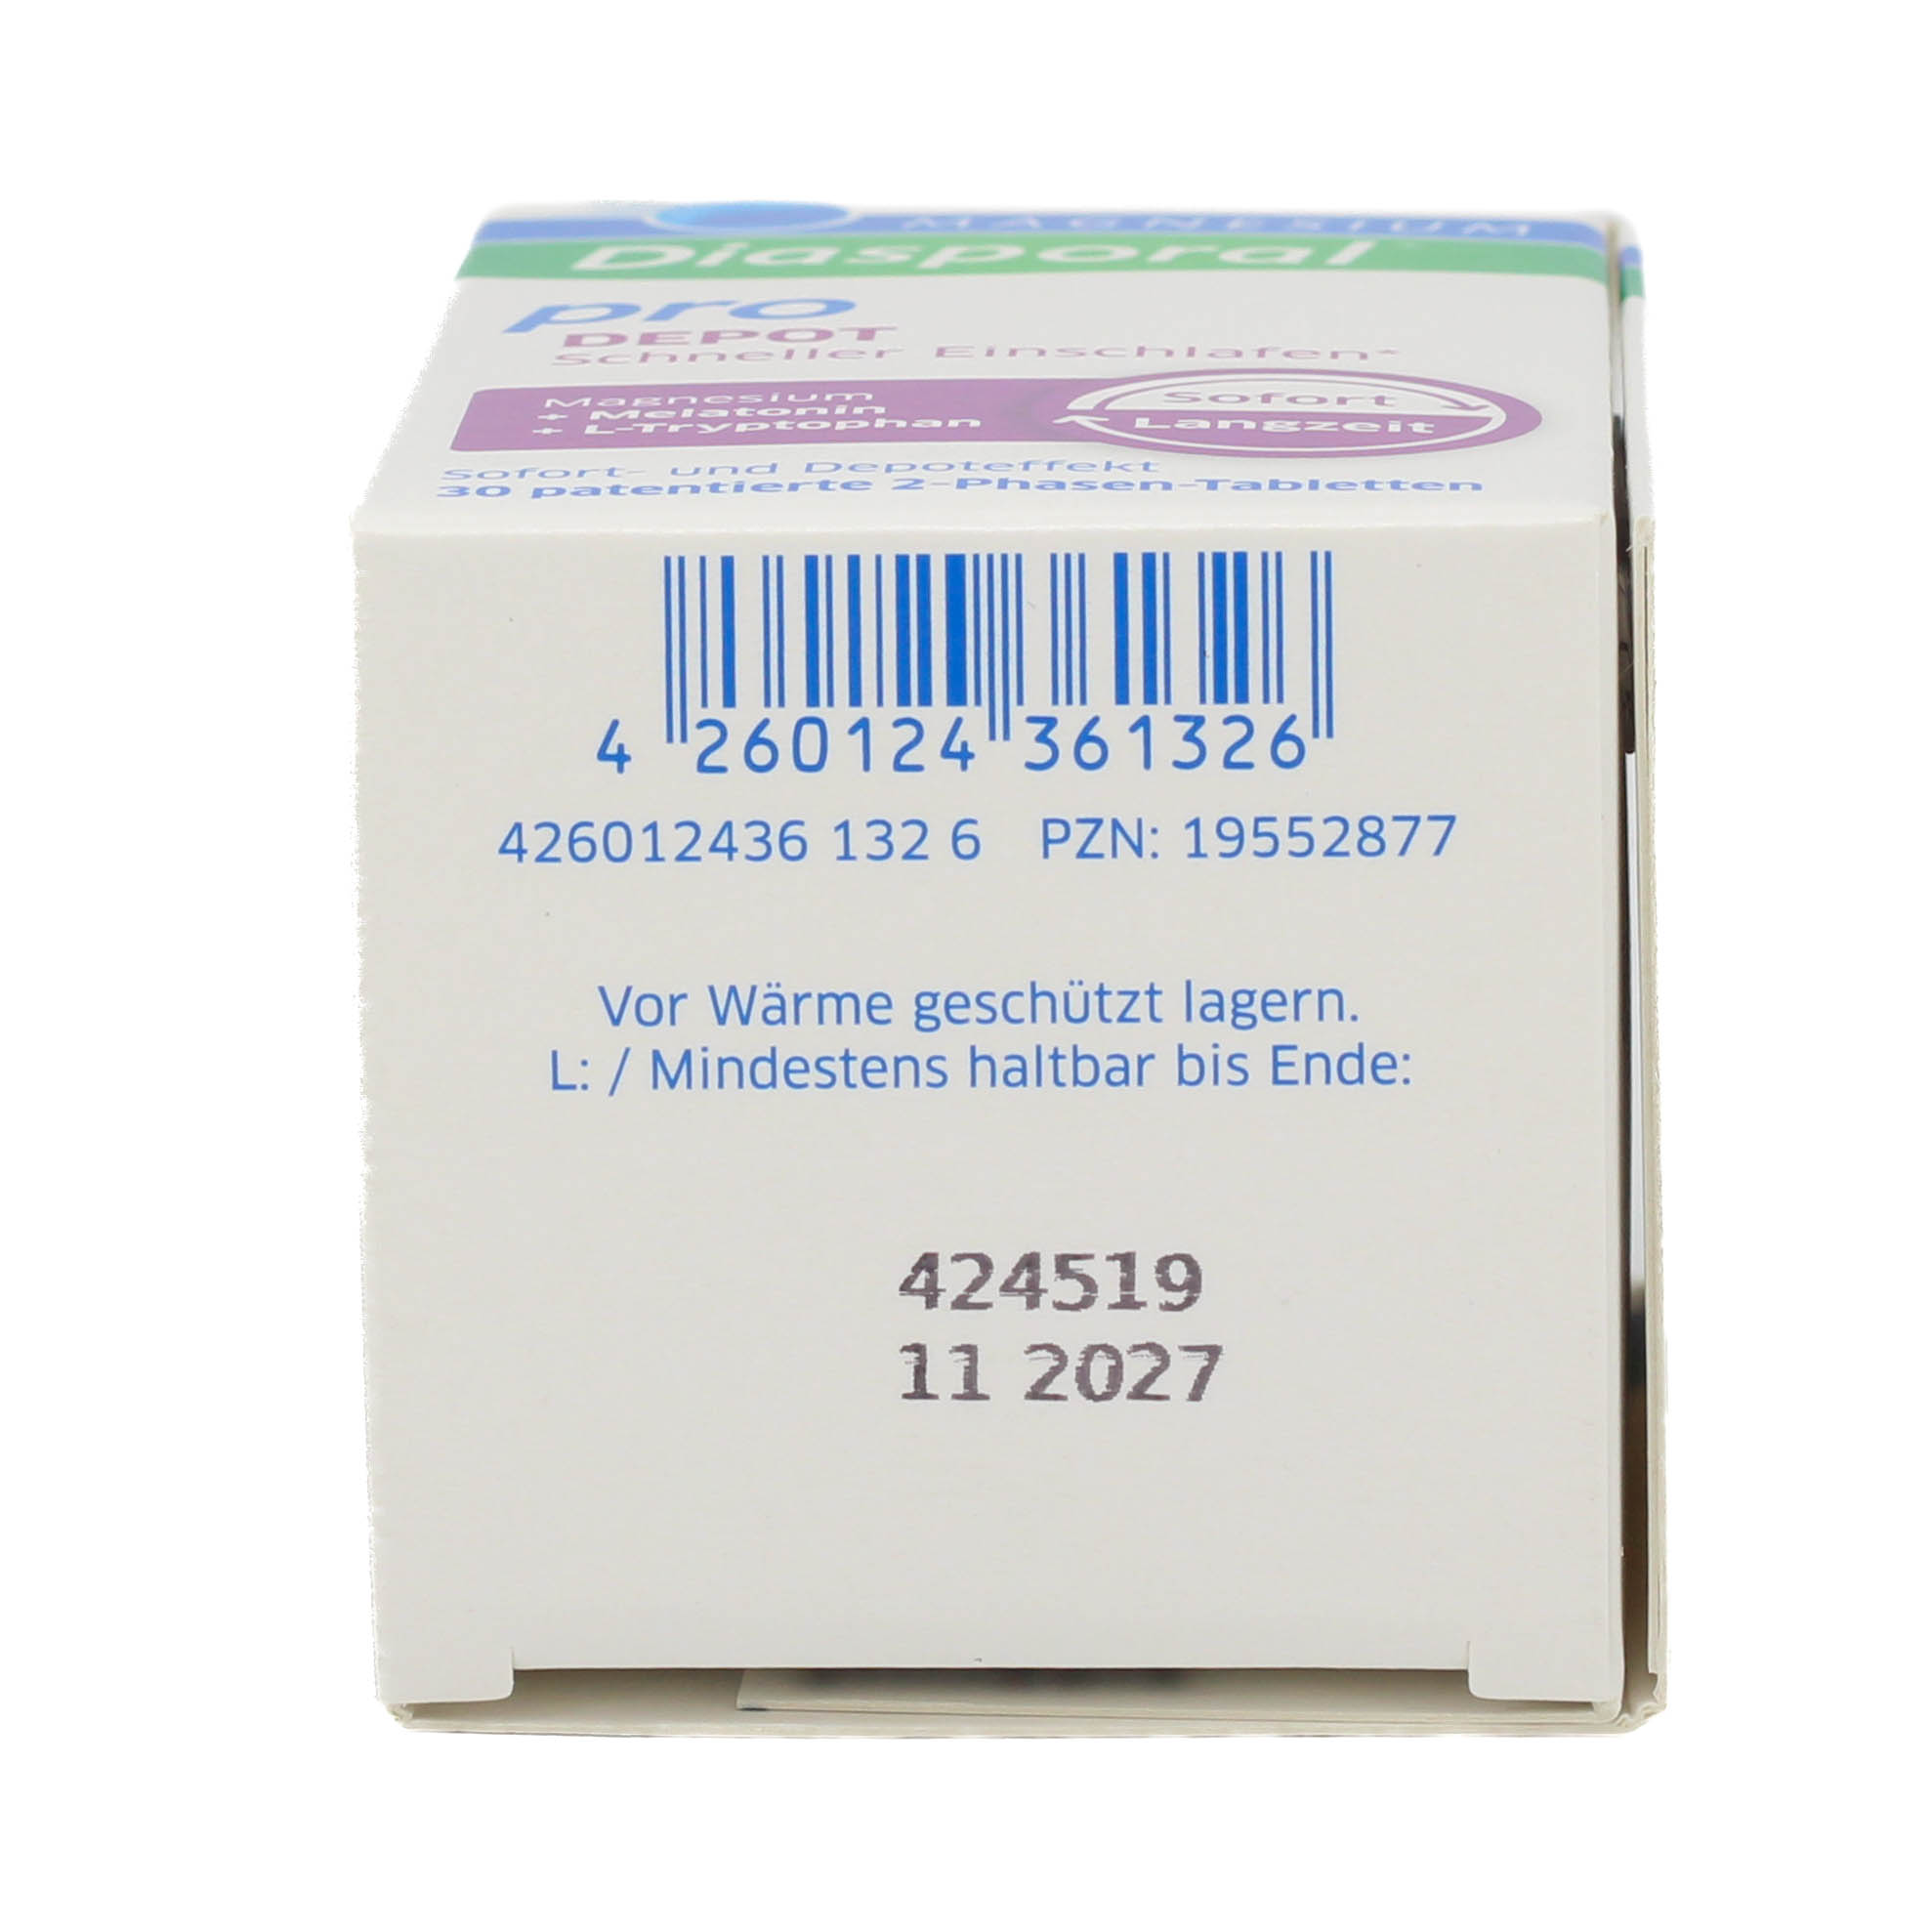 MAGNESIUM
Diasporal
pro
DEPOT
Schneller Einschlafen*
Magnesium
+ Melatonin
+ L-Tryptophan
Sofort
Langzeit
Sofort- und Depoteffekt
30 patentierte 2-Phasen-Tabletten
4 260124 361326
426012436 132 6 PZN: 19552877
Vor Wärme geschützt lagern.
L: / Mindestens haltbar bis Ende:
424519
11 2027